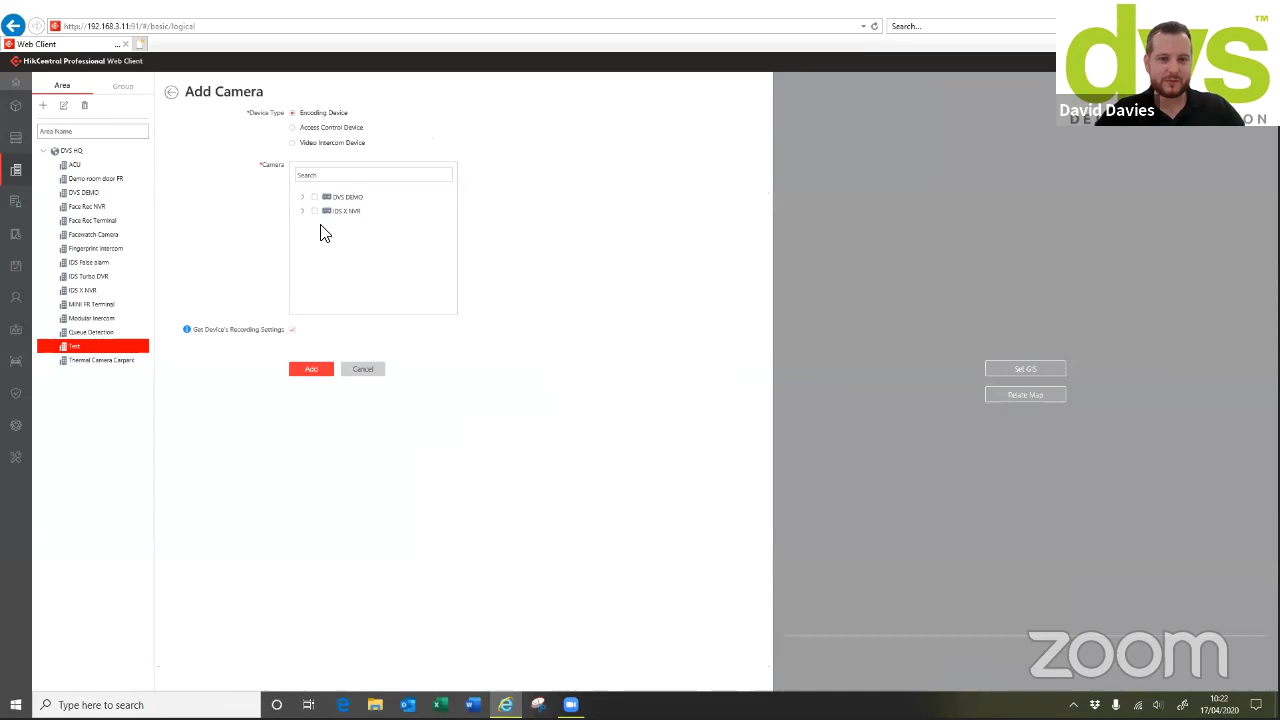 http://192.168.3.11:91/#/basic/logical
Search...
Web Client
...
HikCentral Professional Web Client
Area
Group
Area Name
DVS HQ
ACU
Demo room door FR
DVS DEMO
Face Rec NVR
Face Rec Terminal
Facewatch Camera
Fingerprint Intercom
IDS False alarm
IDS Turbo DVR
IDS X NVR
MINI FR Terminal
Modular Inercom
Queue Detection
Test
Thermal Camera Carpark
Add Camera
*Device Type
Encoding Device
Access Control Device
Video Intercom Device
*Camera
Search
DVS DEMO
IDS X NVR
Get Device's Recording Settings
Add
Cancel
Set GIS
Relate Map
dvs
TM
David Davies
zoom
Type here to search
10:22
17/04/2020